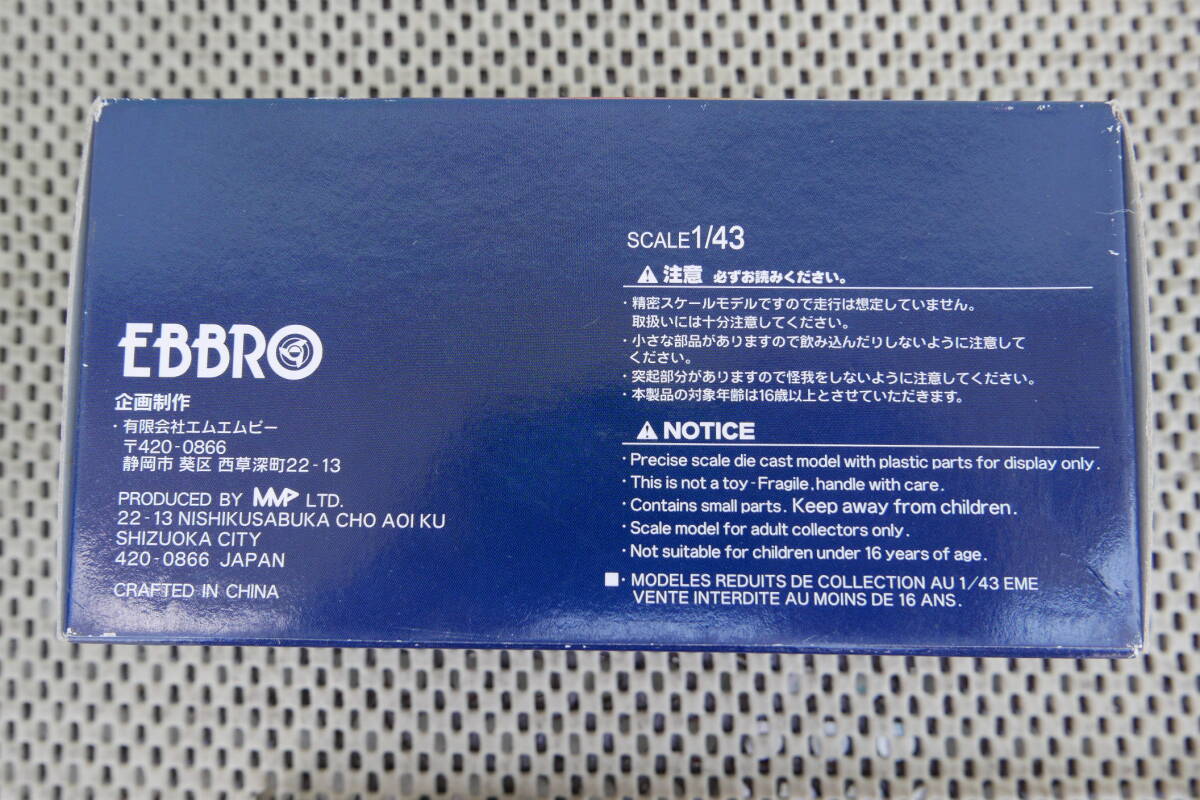 EBBRO
企画制作
・有限会社エムエムピー
〒420-0866
静岡市 葵区 西草深町22-13
PRODUCED BY MMP LTD.
22-13 NISHIKUSABUKA CHO AOI KU
SHIZUOKA CITY
420-0866 JAPAN
CRAFTED IN CHINA
SCALE1/43
注意 必ずお読みください。
・精密スケールモデルですので走行は想定していません。
取扱いには十分注意してください。
・小さな部品がありますので飲み込んだりしないように注意して
ください。
・突起部分がありますので怪我をしないように注意してください。
・本製品の対象年齢は16歳以上とさせていただきます。
NOTICE
・Precise scale die cast model with plastic parts for display only.
・This is not a toy-Fragile, handle with care.
・Contains small parts. Keep away from children.
・Scale model for adult collectors only.
・Not suitable for children under 16 years of age.
■・MODELES REDUITS DE COLLECTION AU 1/43 EME
VENTE INTERDITE AU MOINS DE 16 ANS.